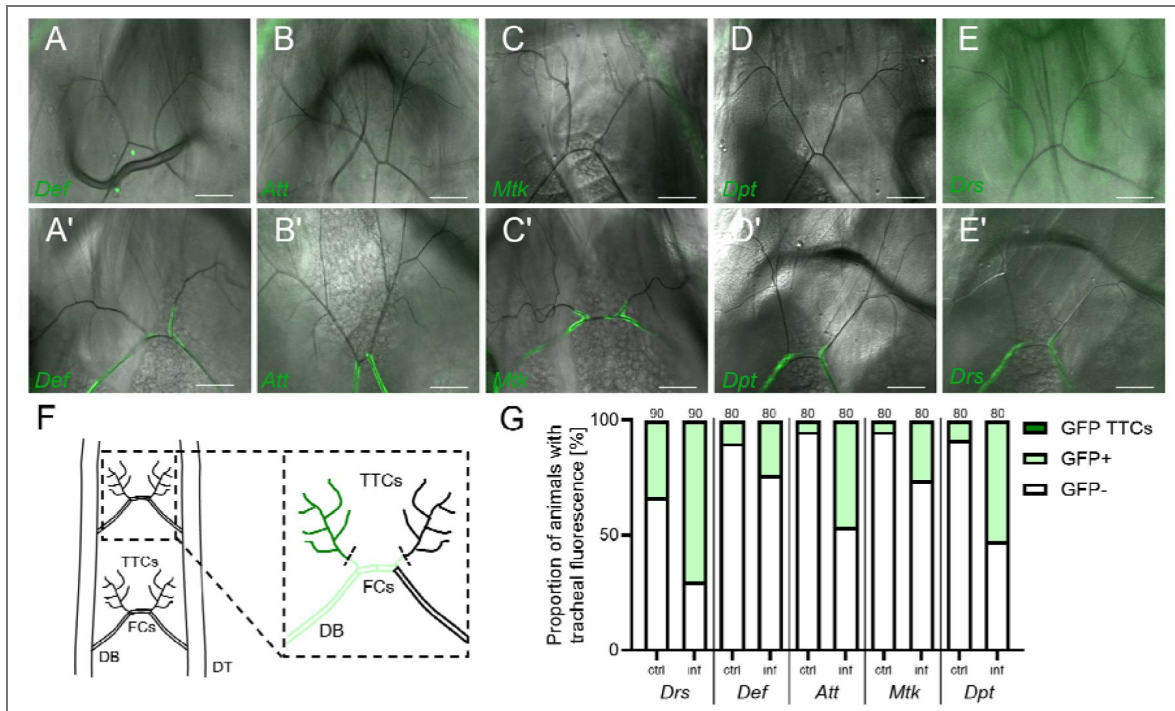 A
B
C
D
E
Def
Att
Mtk
Dpt
Drs
A'
B'
C'
D'
E'
Def
Att
Mtk
Dpt
Drs
F
TTCs
FCs
DB
DT
TTCs
FCs
DB
G
Proportion of animals with
tracheal fluorescence [%]
100
50
0
90 90 80 80 80 80 80 80 80 80
ctrl inf ctrl inf ctrl inf ctrl inf ctrl inf
Drs Def Att Mtk Dpt
GFP TTCs
GFP+
GFP-